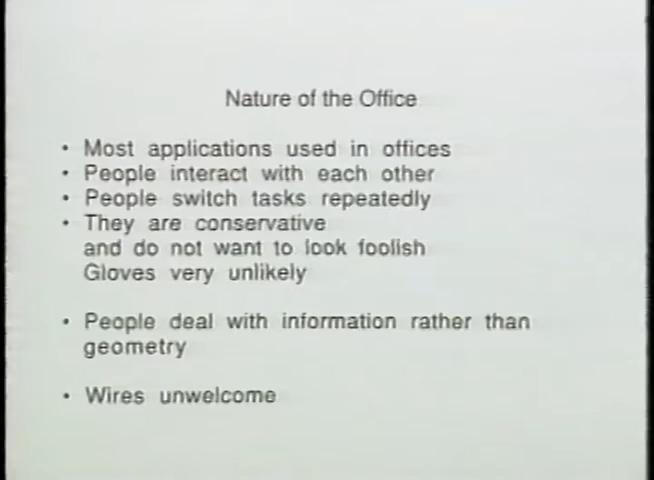 Nature of the Office
• Most applications used in offices
• People interact with each other
• People switch tasks repeatedly
• They are conservative
and do not want to look foolish
Gloves very unlikely
• People deal with information rather than
geometry
• Wires unwelcome